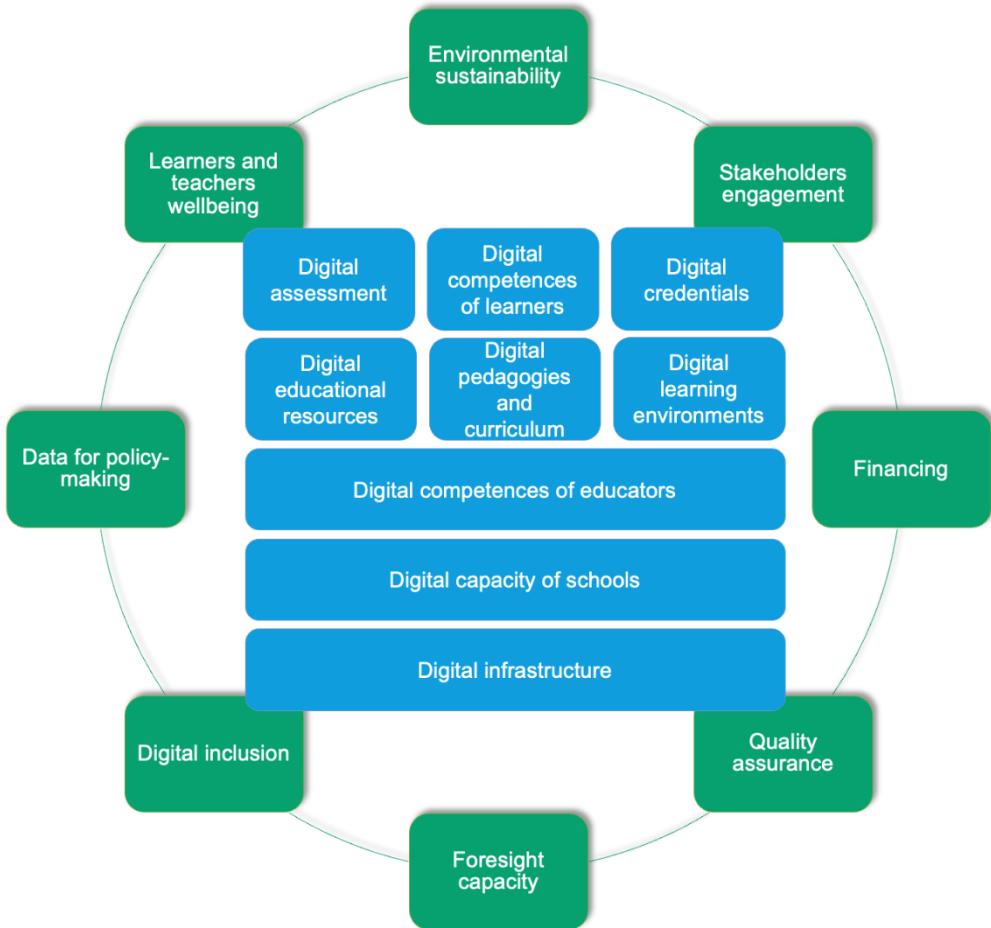 Environmental
sustainability
Learners and
teachers
wellbeing
Stakeholders
engagement
Digital
assessment
Digital
competences
of learners
Digital
credentials
Digital
educational
resources
Digital
pedagogies
and
curriculum
Digital
learning
environments
Data for policy-
making
Digital competences of educators
Financing
Digital capacity of schools
Digital infrastructure
Digital inclusion
Quality
assurance
Foresight
capacity